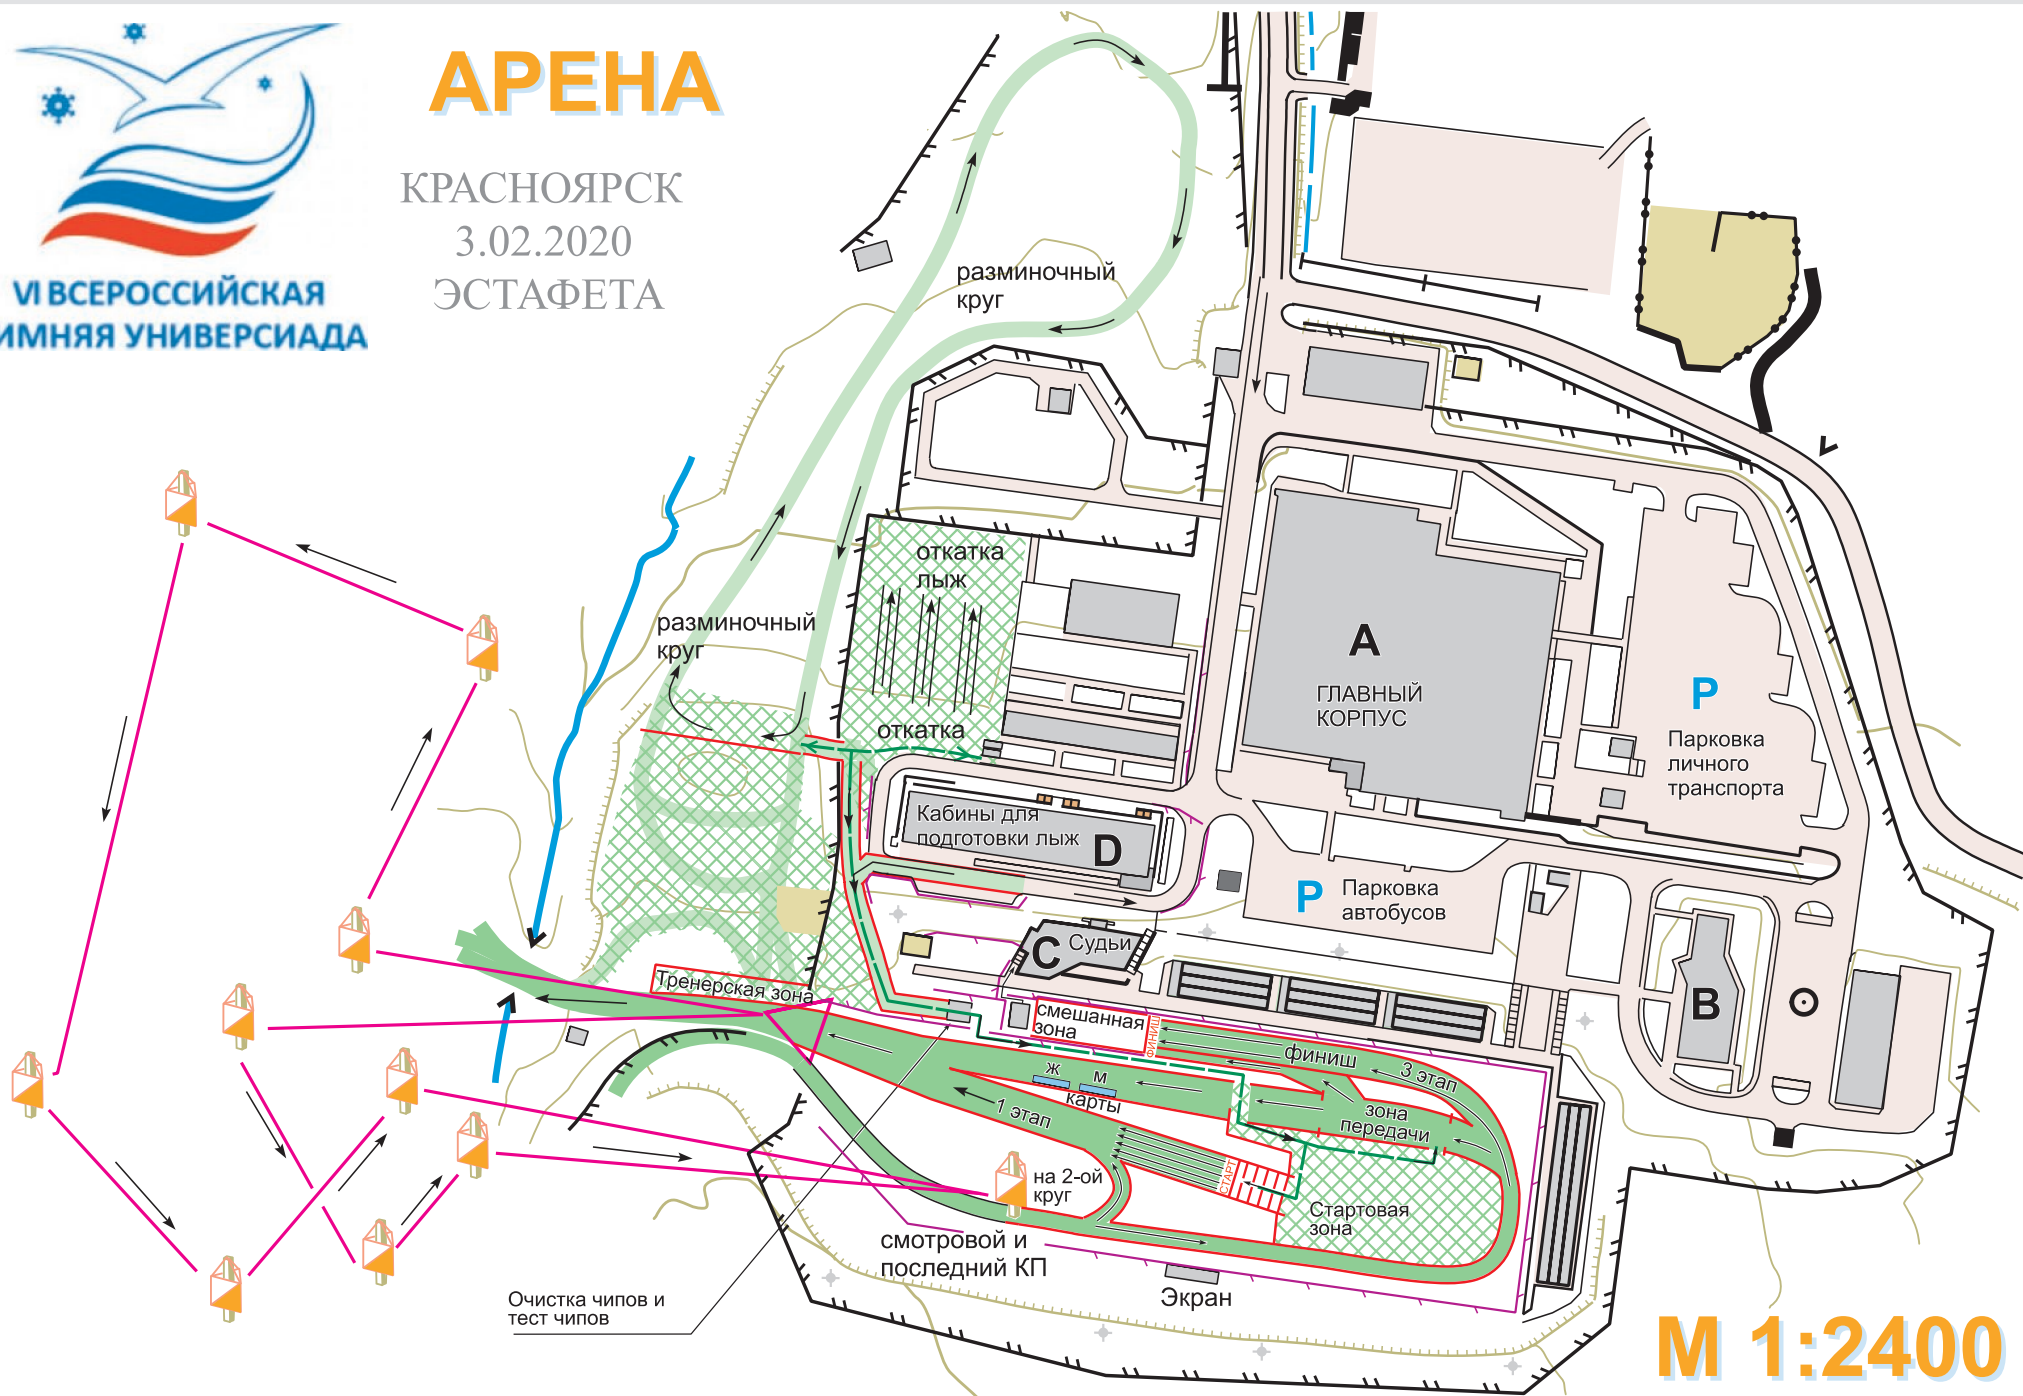 VI ВСЕРОССИЙСКАЯ
ИМНЯЯ УНИВЕРСИАДА
АРЕНА
КРАСНОЯРСК
3.02.2020
ЭСТАФЕТА
разминочный
круг
откатка
лыж
разминочный
круг
откатка
A
ГЛАВНЫЙ
КОРПУС
P
Парковка
личного
транспорта
Кабины для
подготовки лыж
D
P
Парковка
автобусов
C
Судьи
B
Тренерская зона
смешанная
зона
ФИНИШ
финиш
3 этап
ж
м
карты
1 этап
зона
передачи
СТАРТ
на 2-ой
круг
Стартовая
зона
смотровой и
последний КП
Экран
Очистка чипов и
тест чипов
М 1:2400